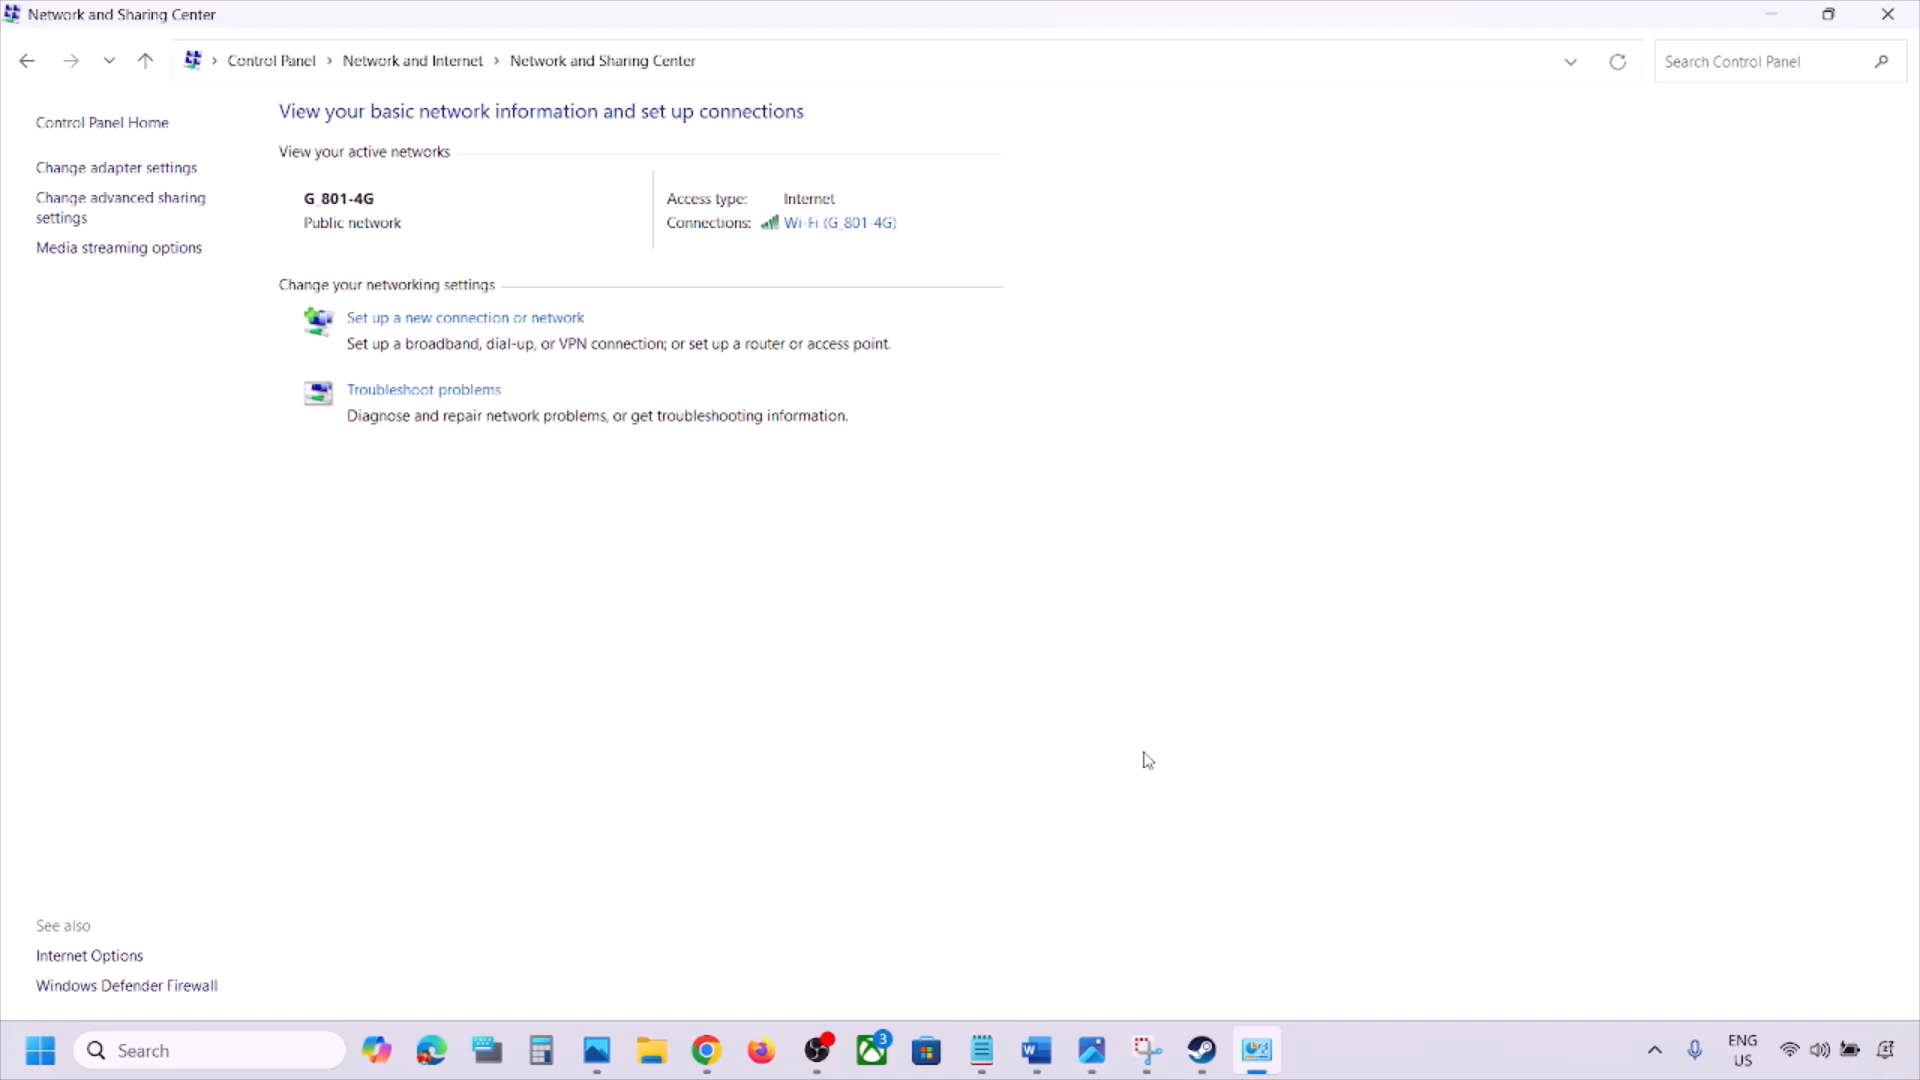 Network and Sharing Center
Control Panel > Network and Internet > Network and Sharing Center
Search Control Panel
Control Panel Home
Change adapter settings
Change advanced sharing
settings
Media streaming options
View your basic network information and set up connections
View your active networks
G_801-4G
Public network
Access type: Internet
Connections: Wi-Fi (G_801-4G)
Change your networking settings
Set up a new connection or network
Set up a broadband, dial-up, or VPN connection; or set up a router or access point.
Troubleshoot problems
Diagnose and repair network problems, or get troubleshooting information.
See also
Internet Options
Windows Defender Firewall
Search
3
ENG
US